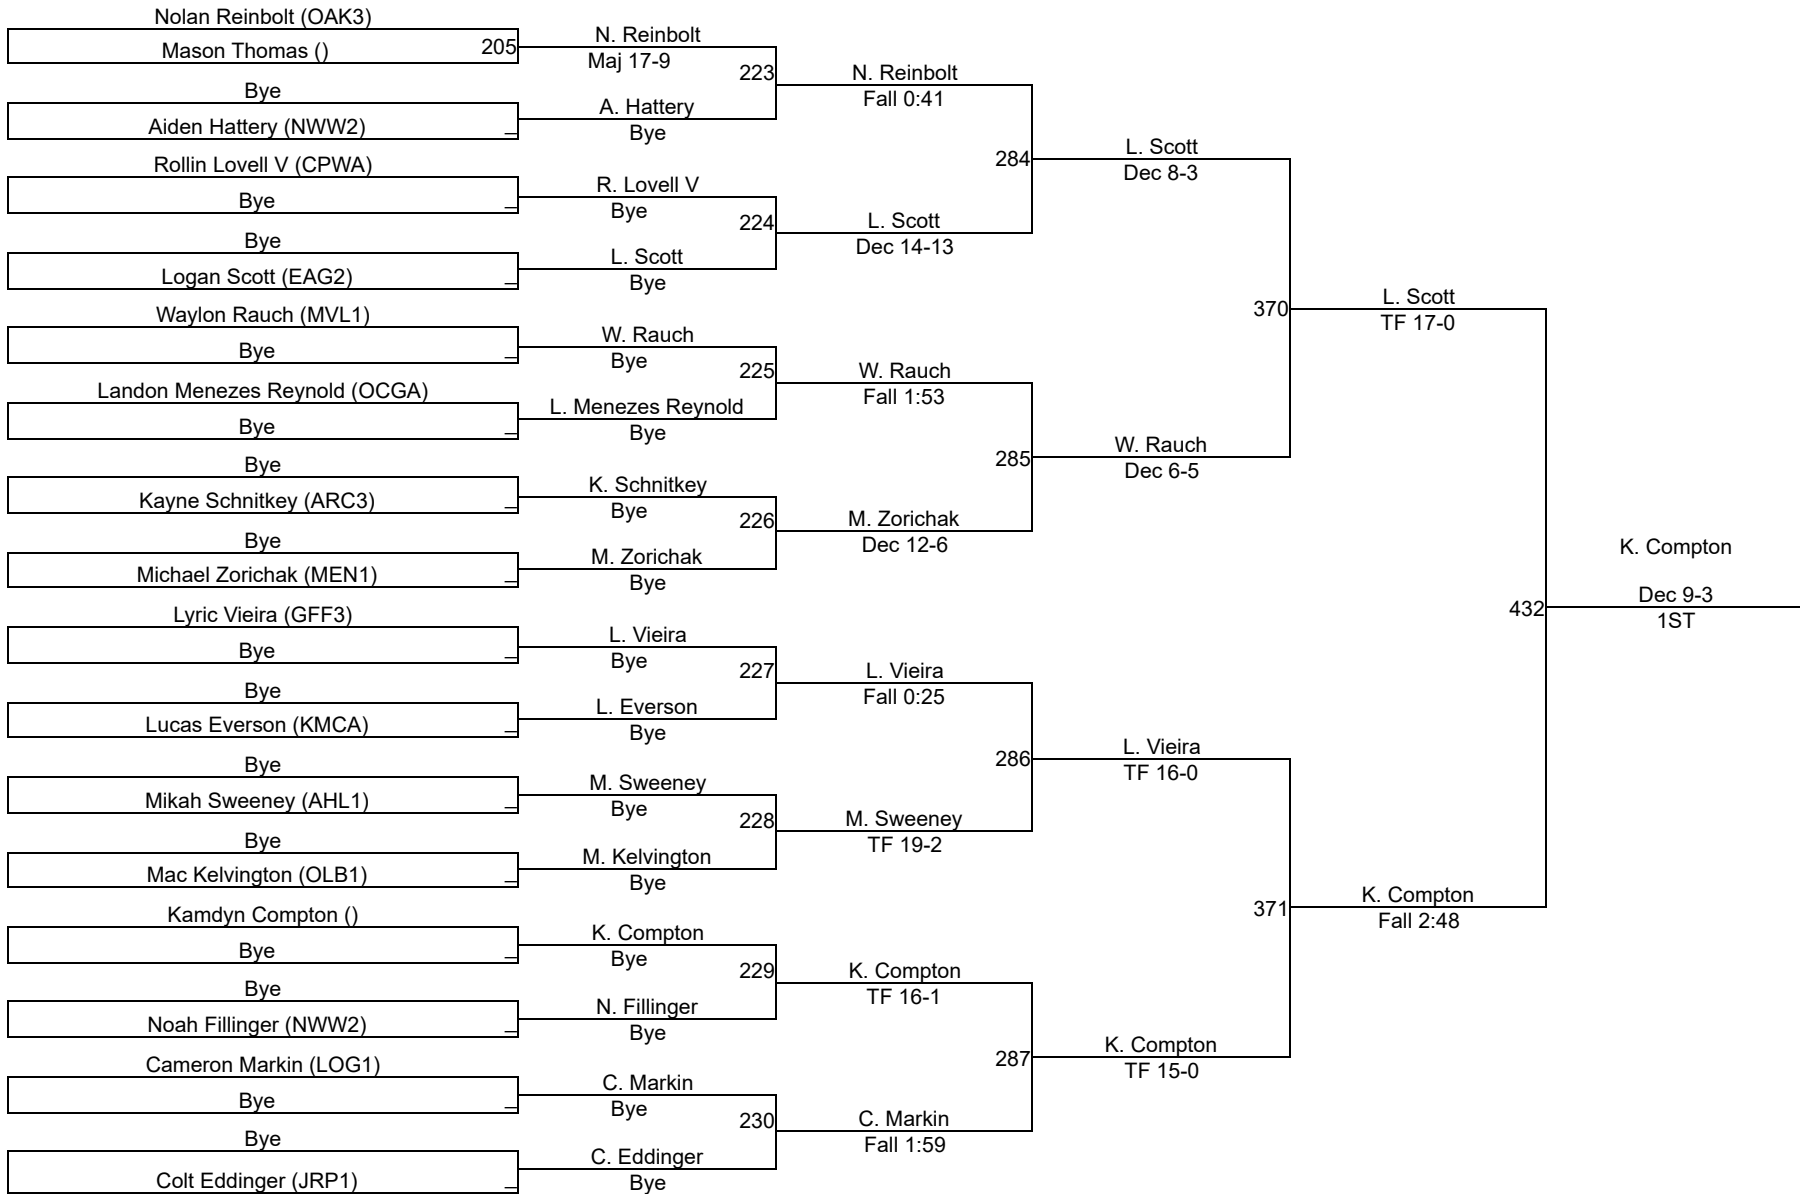 Nolan Reinbolt (OAK3)
Mason Thomas ()
205
Bye
Aiden Hattery (NWW2)
_
Rollin Lovell V (CPWA)
Bye
_
Bye
Logan Scott (EAG2)
_
Waylon Rauch (MVL1)
Bye
_
Landon Menezes Reynold (OCGA)
Bye
_
Bye
Kayne Schnitkey (ARC3)
_
Bye
Michael Zorichak (MEN1)
_
Lyric Vieira (GFF3)
Bye
_
Bye
Lucas Everson (KMCA)
_
Bye
Mikah Sweeney (AHL1)
_
Bye
Mac Kelvington (OLB1)
_
Kamdyn Compton ()
Bye
_
Bye
Noah Fillinger (NWW2)
_
Cameron Markin (LOG1)
Bye
_
Bye
Colt Eddinger (JRP1)
_
N. Reinbolt
Maj 17-9
223
A. Hattery
Bye
R. Lovell V
Bye
224
L. Scott
Bye
W. Rauch
Bye
225
L. Menezes Reynold
Bye
K. Schnitkey
Bye
226
M. Zorichak
Bye
L. Vieira
Bye
227
L. Everson
Bye
M. Sweeney
Bye
228
M. Kelvington
Bye
K. Compton
Bye
229
N. Fillinger
Bye
C. Markin
Bye
230
C. Eddinger
Bye
N. Reinbolt
Fall 0:41
284
L. Scott
Dec 14-13
W. Rauch
Fall 1:53
285
M. Zorichak
Dec 12-6
L. Vieira
Fall 0:25
286
M. Sweeney
TF 19-2
K. Compton
TF 16-1
287
C. Markin
Fall 1:59
L. Scott
Dec 8-3
370
W. Rauch
Dec 6-5
L. Vieira
TF 16-0
371
K. Compton
TF 15-0
L. Scott
TF 17-0
432
K. Compton
Fall 2:48
K. Compton
Dec 9-3
1ST